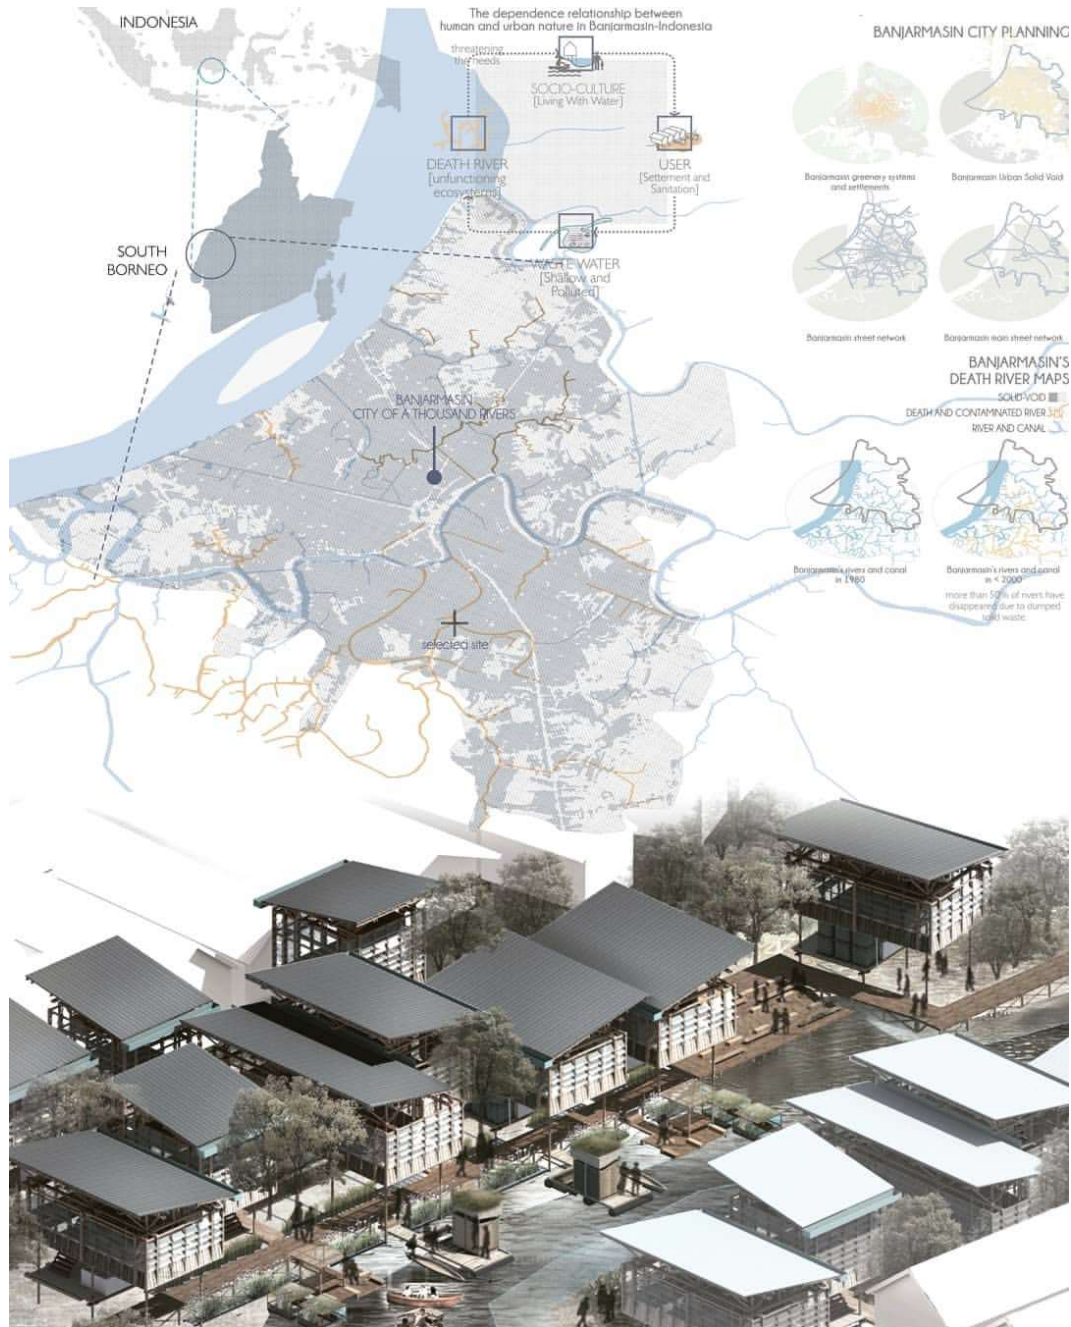 INDONESIA
The dependence relationship between
human and urban nature in Banjarmasin-Indonesia
threatening
the needs
SOCIO-CULTURE
[Living With Water]
DEATH RIVER
[unfunctioning
ecosystems]
USER
[Settement and
Sanitation]
WASTE WATER
[Shallow and
Polluted]
SOUTH
BORNEO
BANJARMASIN
CITY OF A THOUSAND RIVERS
selected site
BANJARMASIN CITY PLANNING
Banjarmasin greenery systems
and settlements
Banjarmasin Urban Solid Void
Banjarmasin street network
Banjarmasin main street network
BANJARMASIN'S
DEATH RIVER MAPS
SOLID-VOID
DEATH AND CONTAMINATED RIVER
RIVER AND CANAL
Banjarmasin's rivers and canal
in 1980
Banjarmasin's rivers and canal
in < 2000
more than 50 % of rivers have
disappeared due to dumped
solid waste